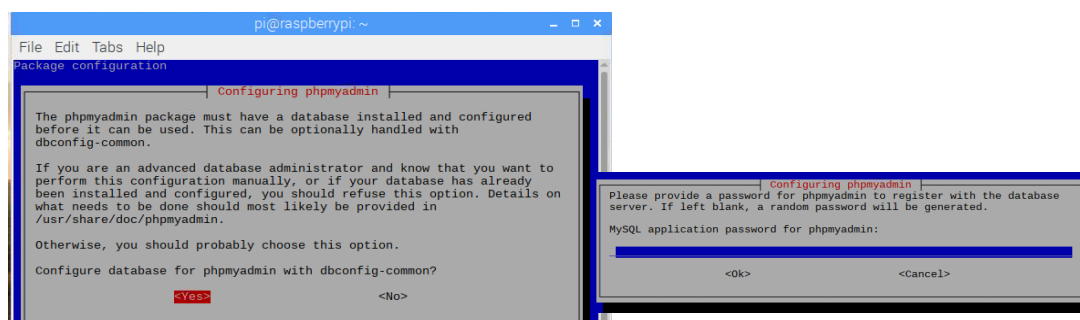 pi@raspberrypi: ~
File Edit Tabs Help
Package configuration
Configuring phpmyadmin
The phpmyadmin package must have a database installed and configured
before it can be used. This can be optionally handled with
dbconfig-common.
If you are an advanced database administrator and know that you want to
perform this configuration manually, or if your database has already
been installed and configured, you should refuse this option. Details on
what needs to be done should most likely be provided in
/usr/share/doc/phpmyadmin.
Otherwise, you should probably choose this option.
Configure database for phpmyadmin with dbconfig-common?
<Yes> <No>
Configuring phpmyadmin
Please provide a password for phpmyadmin to register with the database
server. If left blank, a random password will be generated.
MySQL application password for phpmyadmin:
<Ok> <Cancel>